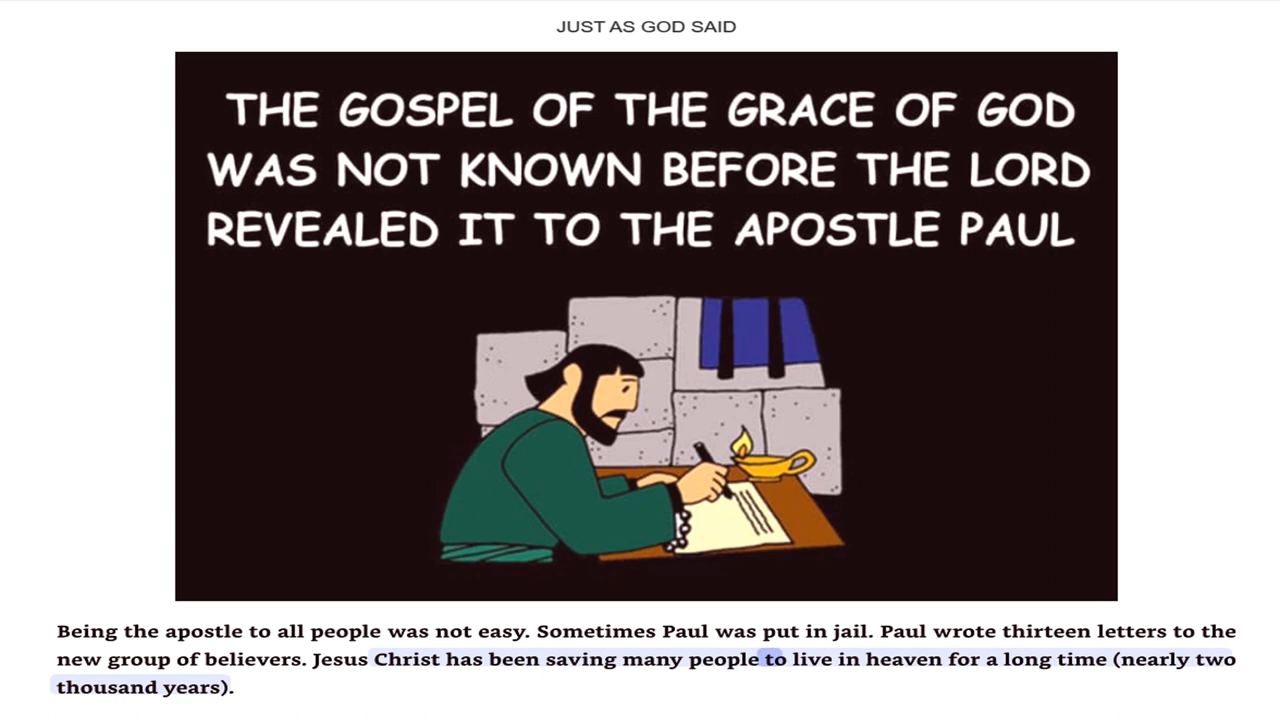 JUST AS GOD SAID
THE GOSPEL OF THE GRACE OF GOD
WAS NOT KNOWN BEFORE THE LORD
REVEALED IT TO THE APOSTLE PAUL
Being the apostle to all people was not easy. Sometimes Paul was put in jail. Paul wrote thirteen letters to the
new group of believers. Jesus Christ has been saving many people to live in heaven for a long time (nearly two
thousand years).